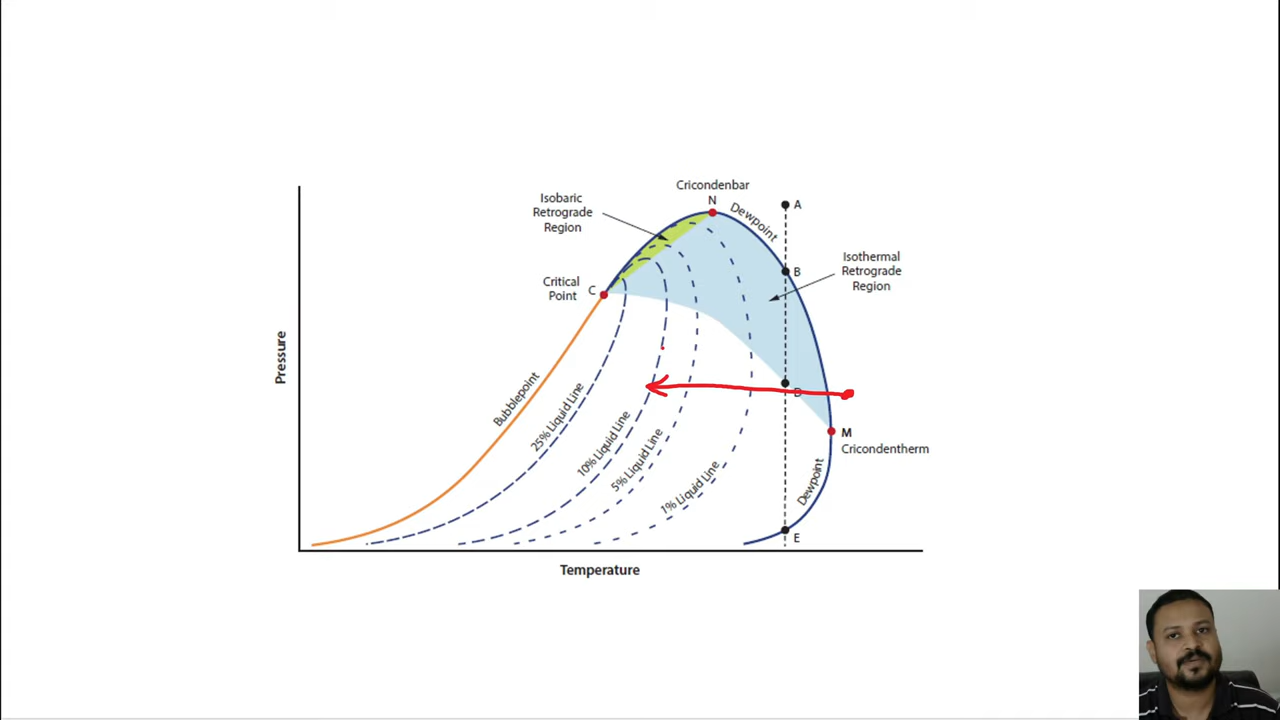 Cricondenbar
N
Isobaric
Retrograde
Region
Dewpoint
A
B
Isothermal
Retrograde
Region
Critical
Point
C
Pressure
Bubblepoint
25% Liquid Line
10% Liquid Line
5% Liquid Line
1% Liquid Line
D
M
Cricondentherm
Dewpoint
E
Temperature